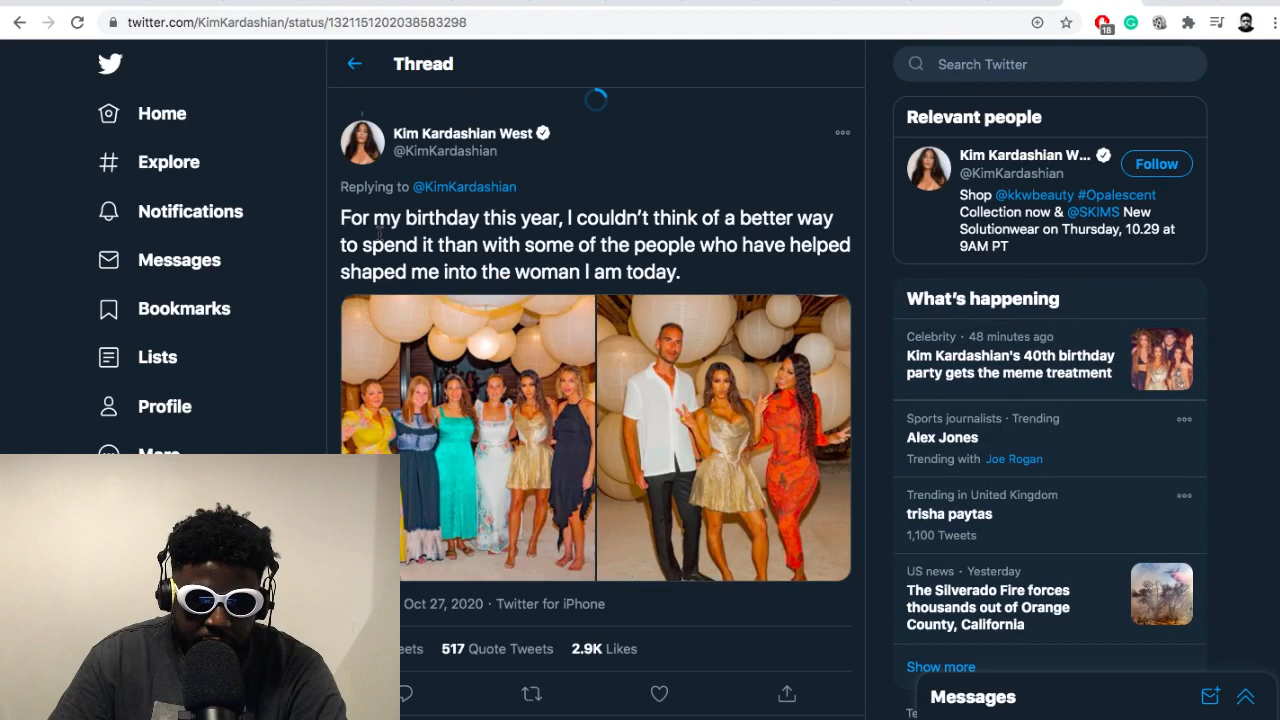 twitter.com/KimKardashian/status/1321151202038583298
18
Home
Explore
Notifications
Messages
Bookmarks
Lists
Profile
More
Thread
Kim Kardashian West
@KimKardashian
Replying to @KimKardashian
For my birthday this year, I couldn't think of a better way
to spend it than with some of the people who have helped
shaped me into the woman I am today.
Oct 27, 2020 · Twitter for iPhone
eets 517 Quote Tweets 2.9K Likes
Search Twitter
Relevant people
Kim Kardashian W...
@KimKardashian
Follow
Shop @kkwbeauty #Opalescent
Collection now & @SKIMS New
Solutionwear on Thursday, 10.29 at
9AM PT
What's happening
Celebrity · 48 minutes ago
Kim Kardashian's 40th birthday
party gets the meme treatment
Sports journalists · Trending
Alex Jones
Trending with Joe Rogan
Trending in United Kingdom
trisha paytas
1,100 Tweets
US news · Yesterday
The Silverado Fire forces
thousands out of Orange
County, California
Show more
Messages
Te